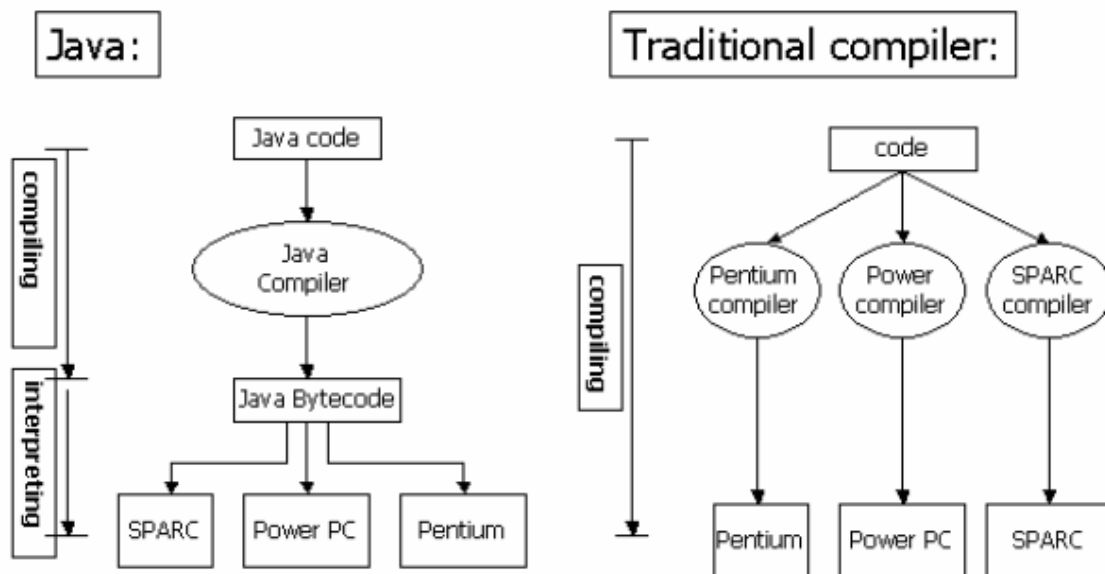 Java:
Traditional compiler:
Java code
compiling
Java
Compiler
Java Bytecode
interpreting
SPARC
Power PC
Pentium
code
compiling
Pentium
compiler
Power
compiler
SPARC
compiler
Pentium
Power PC
SPARC